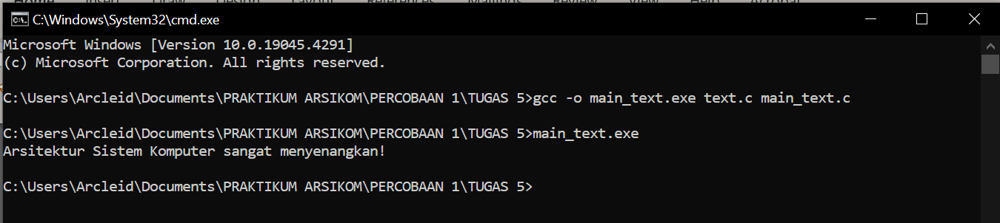 C:\Windows\System32\cmd.exe
Microsoft Windows [Version 10.0.19045.4291]
(c) Microsoft Corporation. All rights reserved.
C:\Users\Arcleid\Documents\PRAKTIKUM ARSIKOM\PERCOBAAN 1\TUGAS 5>gcc -o main_text.exe text.c main_text.c
C:\Users\Arcleid\Documents\PRAKTIKUM ARSIKOM\PERCOBAAN 1\TUGAS 5>main_text.exe
Arsitektur Sistem Komputer sangat menyenangkan!
C:\Users\Arcleid\Documents\PRAKTIKUM ARSIKOM\PERCOBAAN 1\TUGAS 5>